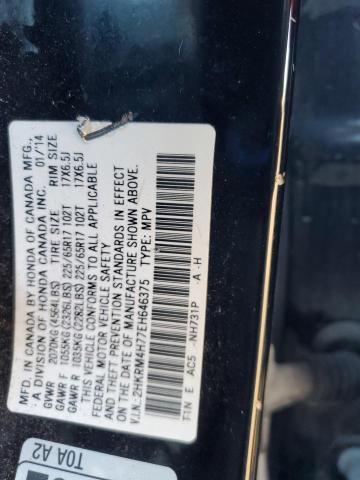 MFD. IN CANADA BY HONDA OF CANADA MFG.,
A DIVISION OF HONDA CANADA INC. 01/14
GVWR 2070KG (4564LBS) TIRE SIZE RIM SIZE
GAWR F 1055KG (2326LBS) 225/65R17 102T 17X6.5J
GAWR R 1035KG (2282LBS) 225/65R17 102T 17X6.5J
THIS VEHICLE CONFORMS TO ALL APPLICABLE
FEDERAL MOTOR VEHICLE SAFETY
AND THEFT PREVENTION STANDARDS IN EFFECT
ON THE DATE OF MANUFACTURE SHOWN ABOVE.
V.I.N.: 2HKRM4H77EH646375 TYPE: MPV
T1N E AC5 -NH731P -A -H
T0A A2